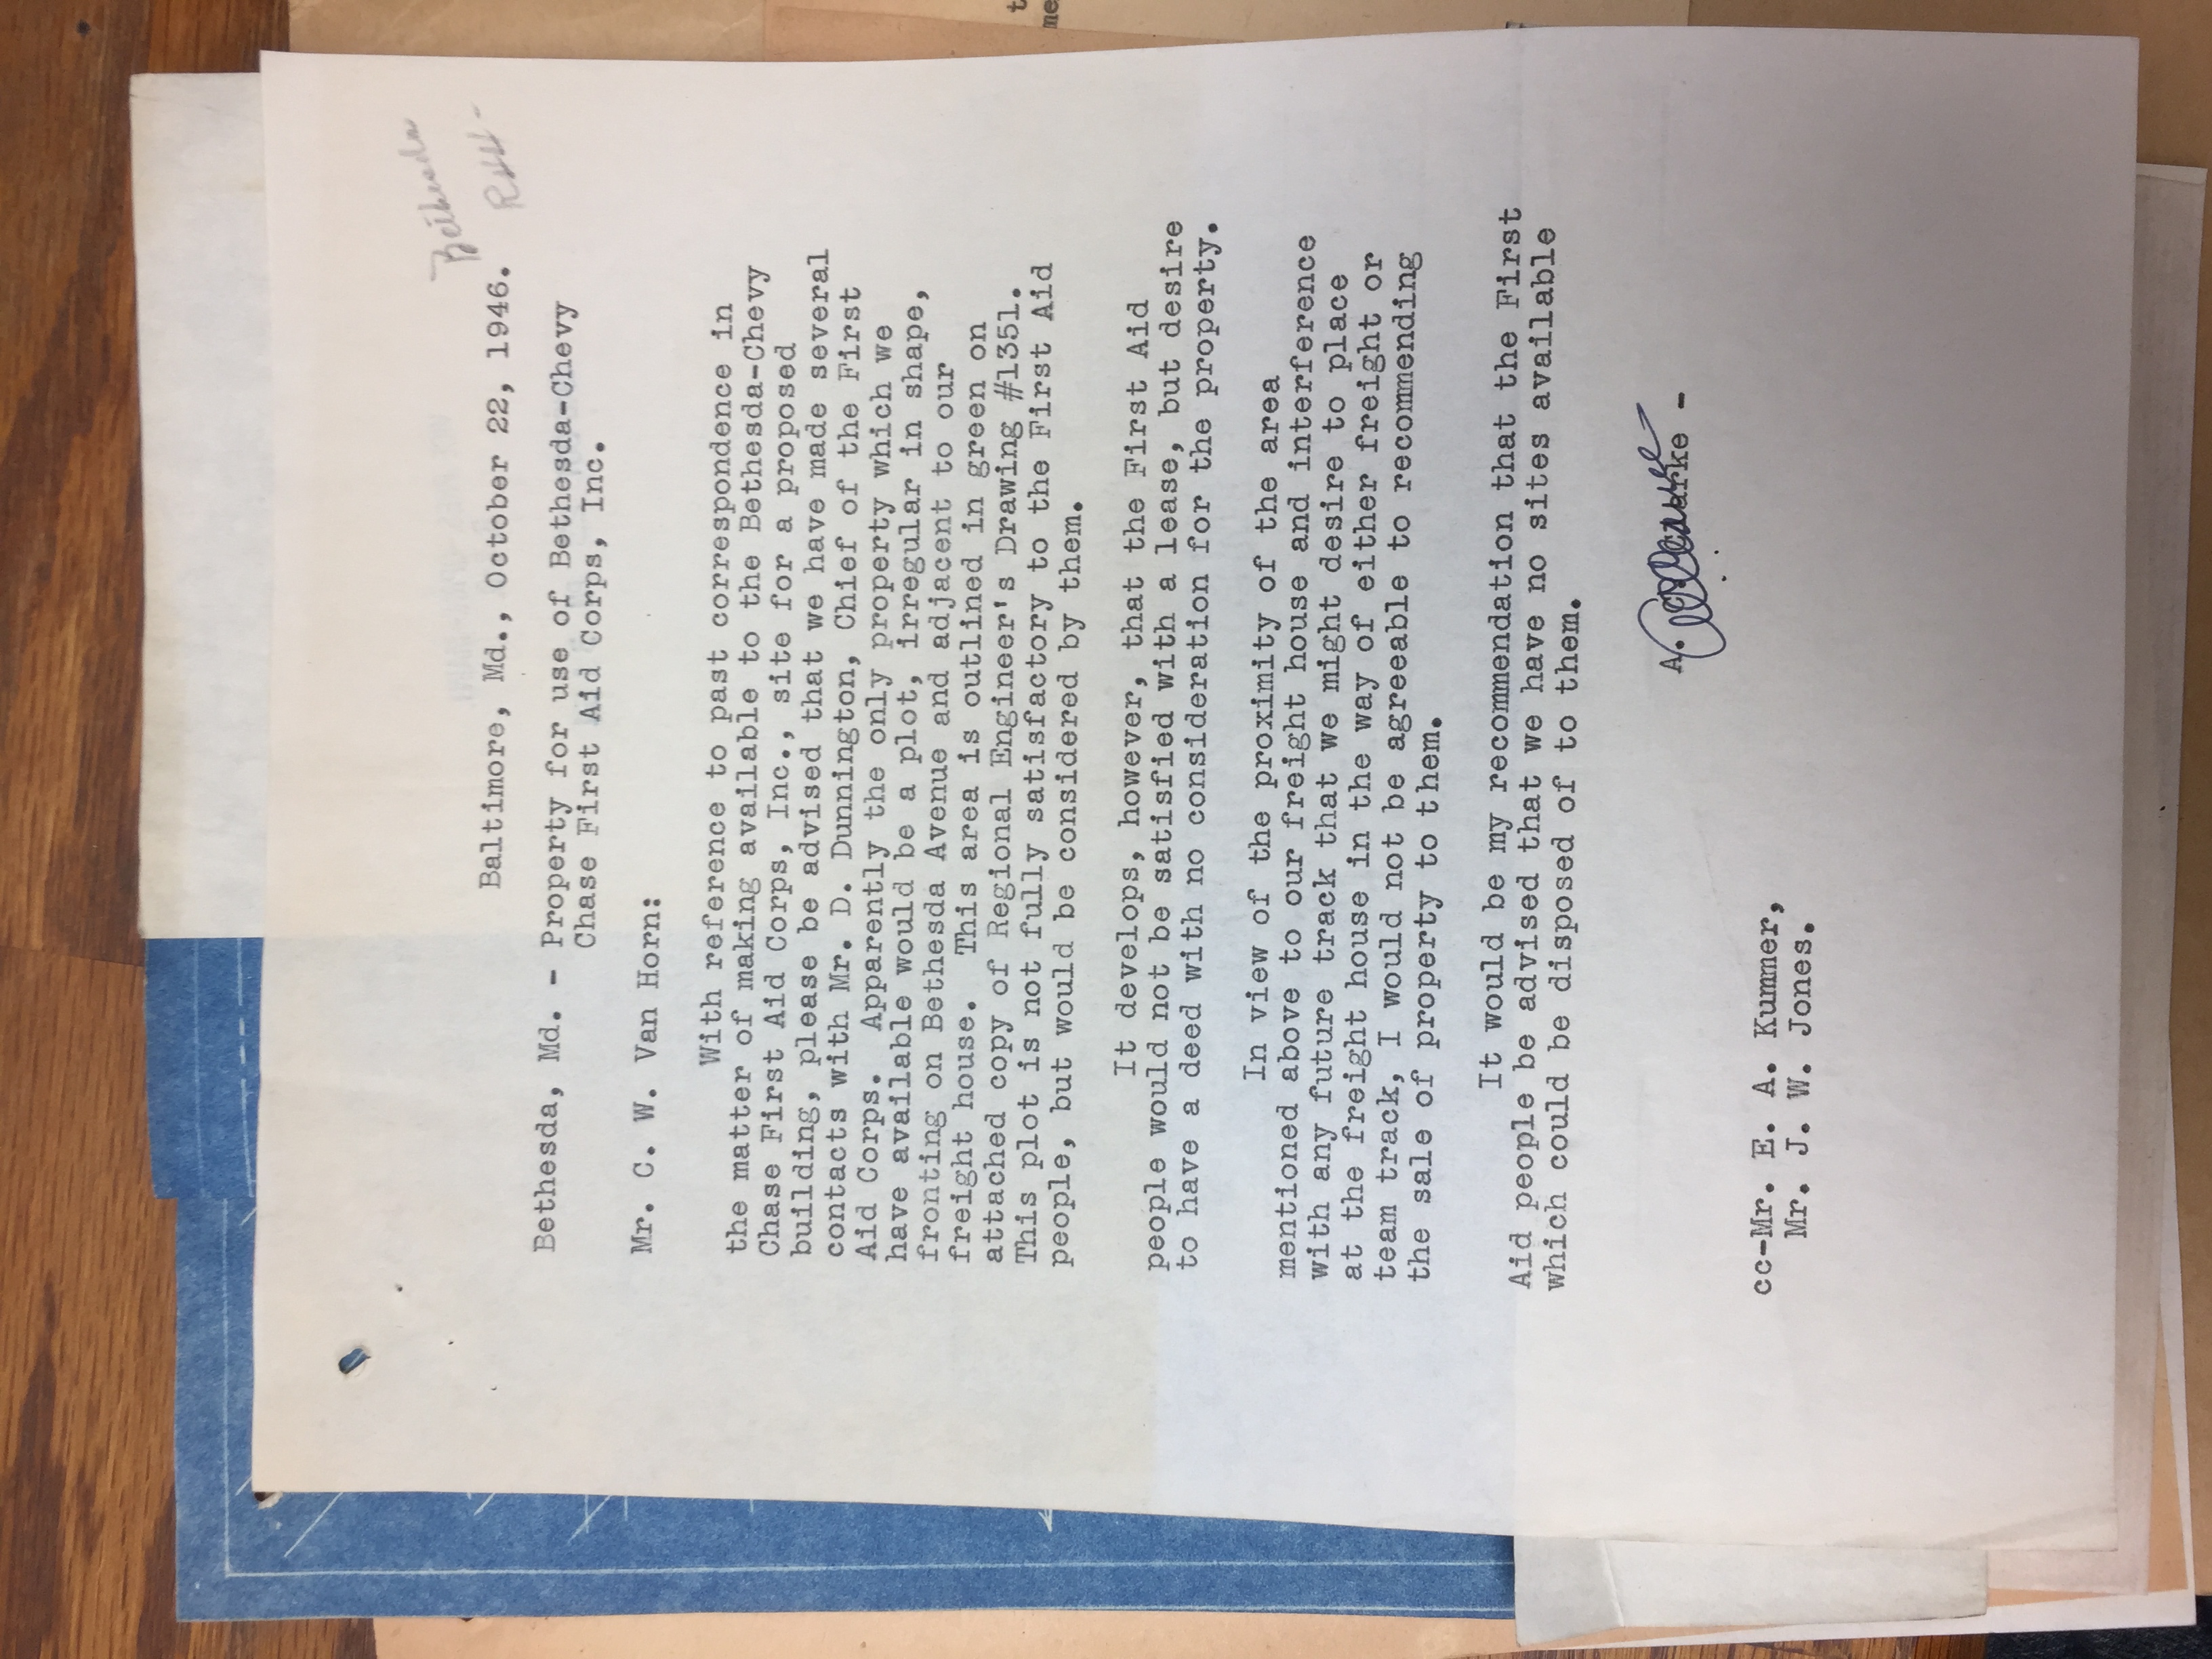 Bethesda
RHH-
Baltimore, Md., October 22, 1946.
Bethesda, Md. - Property for use of Bethesda-Chevy
Chase First Aid Corps, Inc.
Mr. C. W. Van Horn:
With reference to past correspondence in
the matter of making available to the Bethesda-Chevy
Chase First Aid Corps, Inc., site for a proposed
building, please be advised that we have made several
contacts with Mr. D. Dunnington, Chief of the First
Aid Corps. Apparently the only property which we
have available would be a plot, irregular in shape,
fronting on Bethesda Avenue and adjacent to our
freight house. This area is outlined in green on
attached copy of Regional Engineer's Drawing #1351.
This plot is not fully satisfactory to the First Aid
people, but would be considered by them.
It develops, however, that the First Aid
people would not be satisfied with a lease, but desire
to have a deed with no consideration for the property.
In view of the proximity of the area
mentioned above to our freight house and interference
with any future track that we might desire to place
at the freight house in the way of either freight or
team track, I would not be agreeable to recommending
the sale of property to them.
It would be my recommendation that the First
Aid people be advised that we have no sites available
which could be disposed of to them.
A.
cc-Mr. E. A. Kummer,
Mr. J. W. Jones.